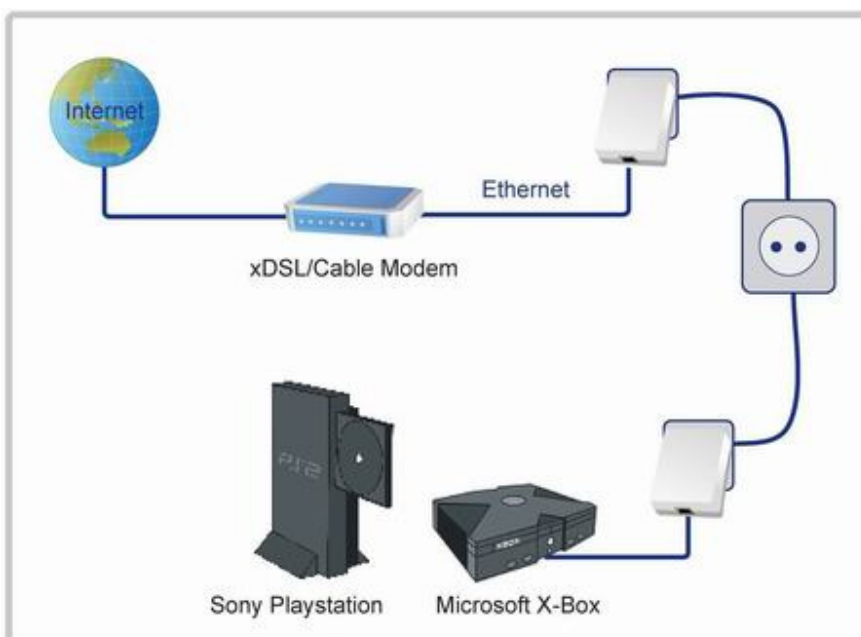 Internet
Ethernet
xDSL/Cable Modem
PS2
XBOX
Sony Playstation
Microsoft X-Box